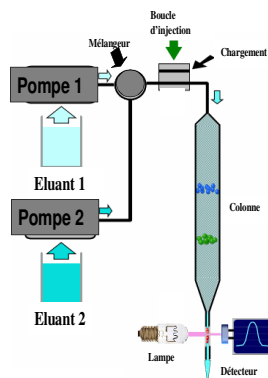 Boucle
d'injection
Mélangeur
Chargement
Pompe 1
Eluant 1
Pompe 2
Colonne
Eluant 2
Lampe
Détecteur